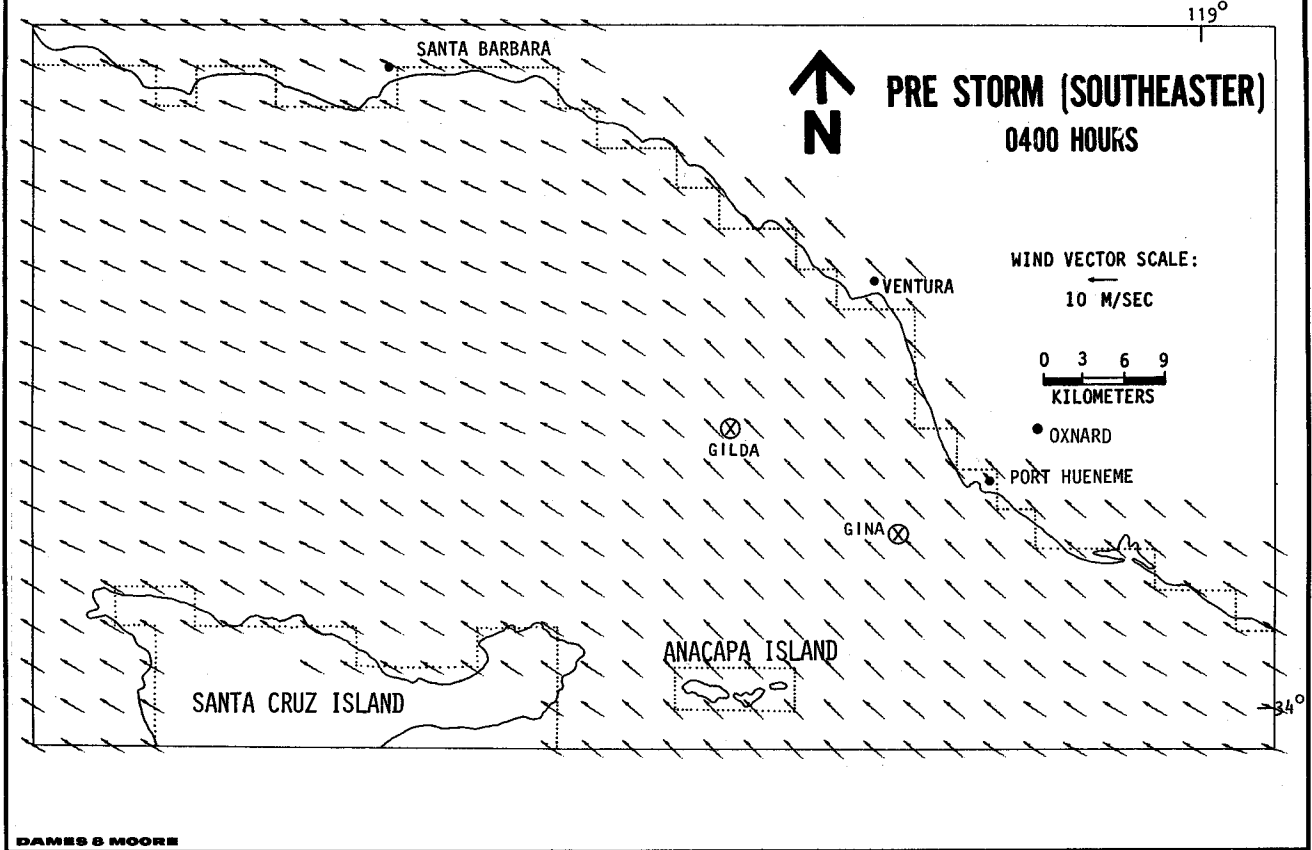 119°
SANTA BARBARA
PRE STORM (SOUTHEASTER)
0400 HOURS
N
WIND VECTOR SCALE:
10 M/SEC
VENTURA
0 3 6 9
KILOMETERS
OXNARD
GILDA
PORT HUENEME
GINA
ANACAPA ISLAND
SANTA CRUZ ISLAND
34°
DAMES & MOORE